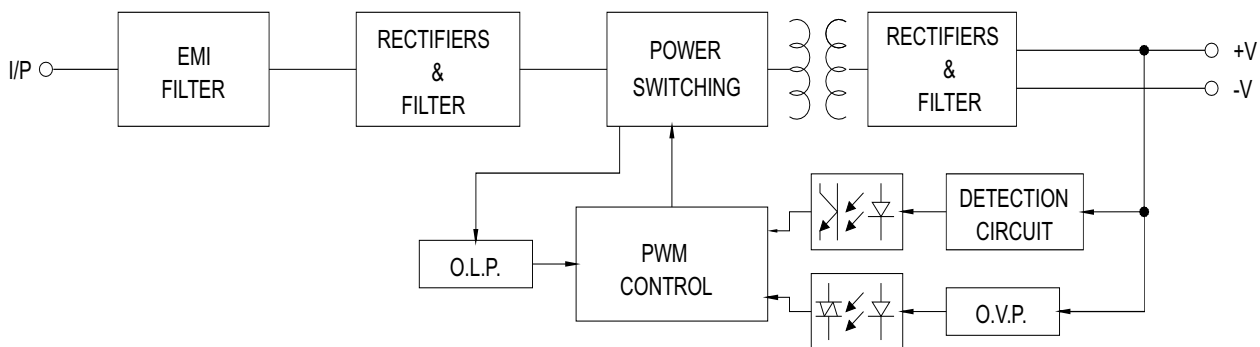 I/P
EMI
FILTER
RECTIFIERS
&
FILTER
POWER
SWITCHING
RECTIFIERS
&
FILTER
+V
-V
O.L.P.
PWM
CONTROL
DETECTION
CIRCUIT
O.V.P.